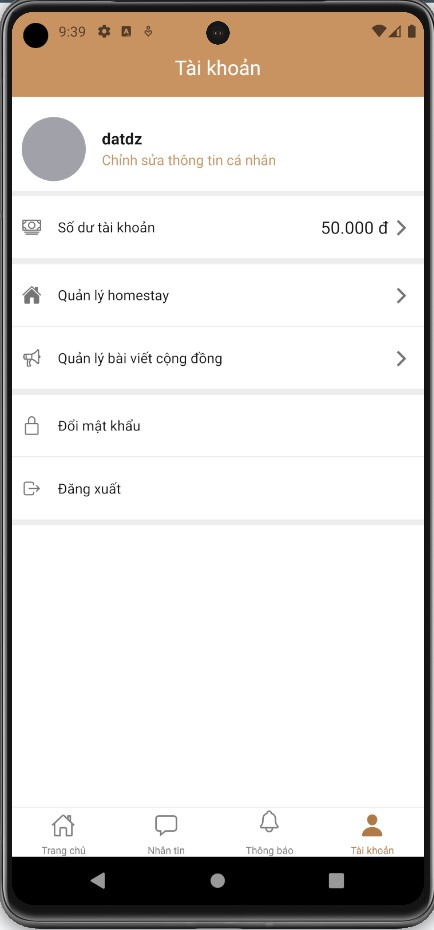 9:39
Tài khoản
datdz
Chỉnh sửa thông tin cá nhân
Số dư tài khoản 50.000 đ
Quản lý homestay
Quản lý bài viết cộng đồng
Đổi mật khẩu
Đăng xuất
Trang chủ Nhắn tin Thông báo Tài khoản